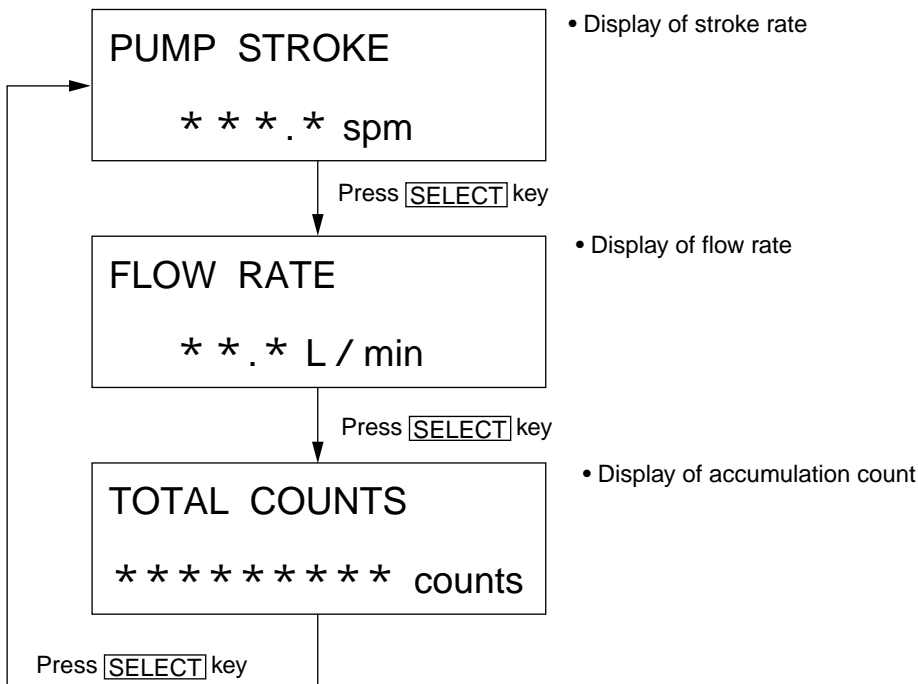 PUMP STROKE
• Display of stroke rate
* * * . * spm
Press SELECT key
FLOW RATE
• Display of flow rate
* * . * L / min
Press SELECT key
TOTAL COUNTS
• Display of accumulation count
* * * * * * * * * counts
Press SELECT key